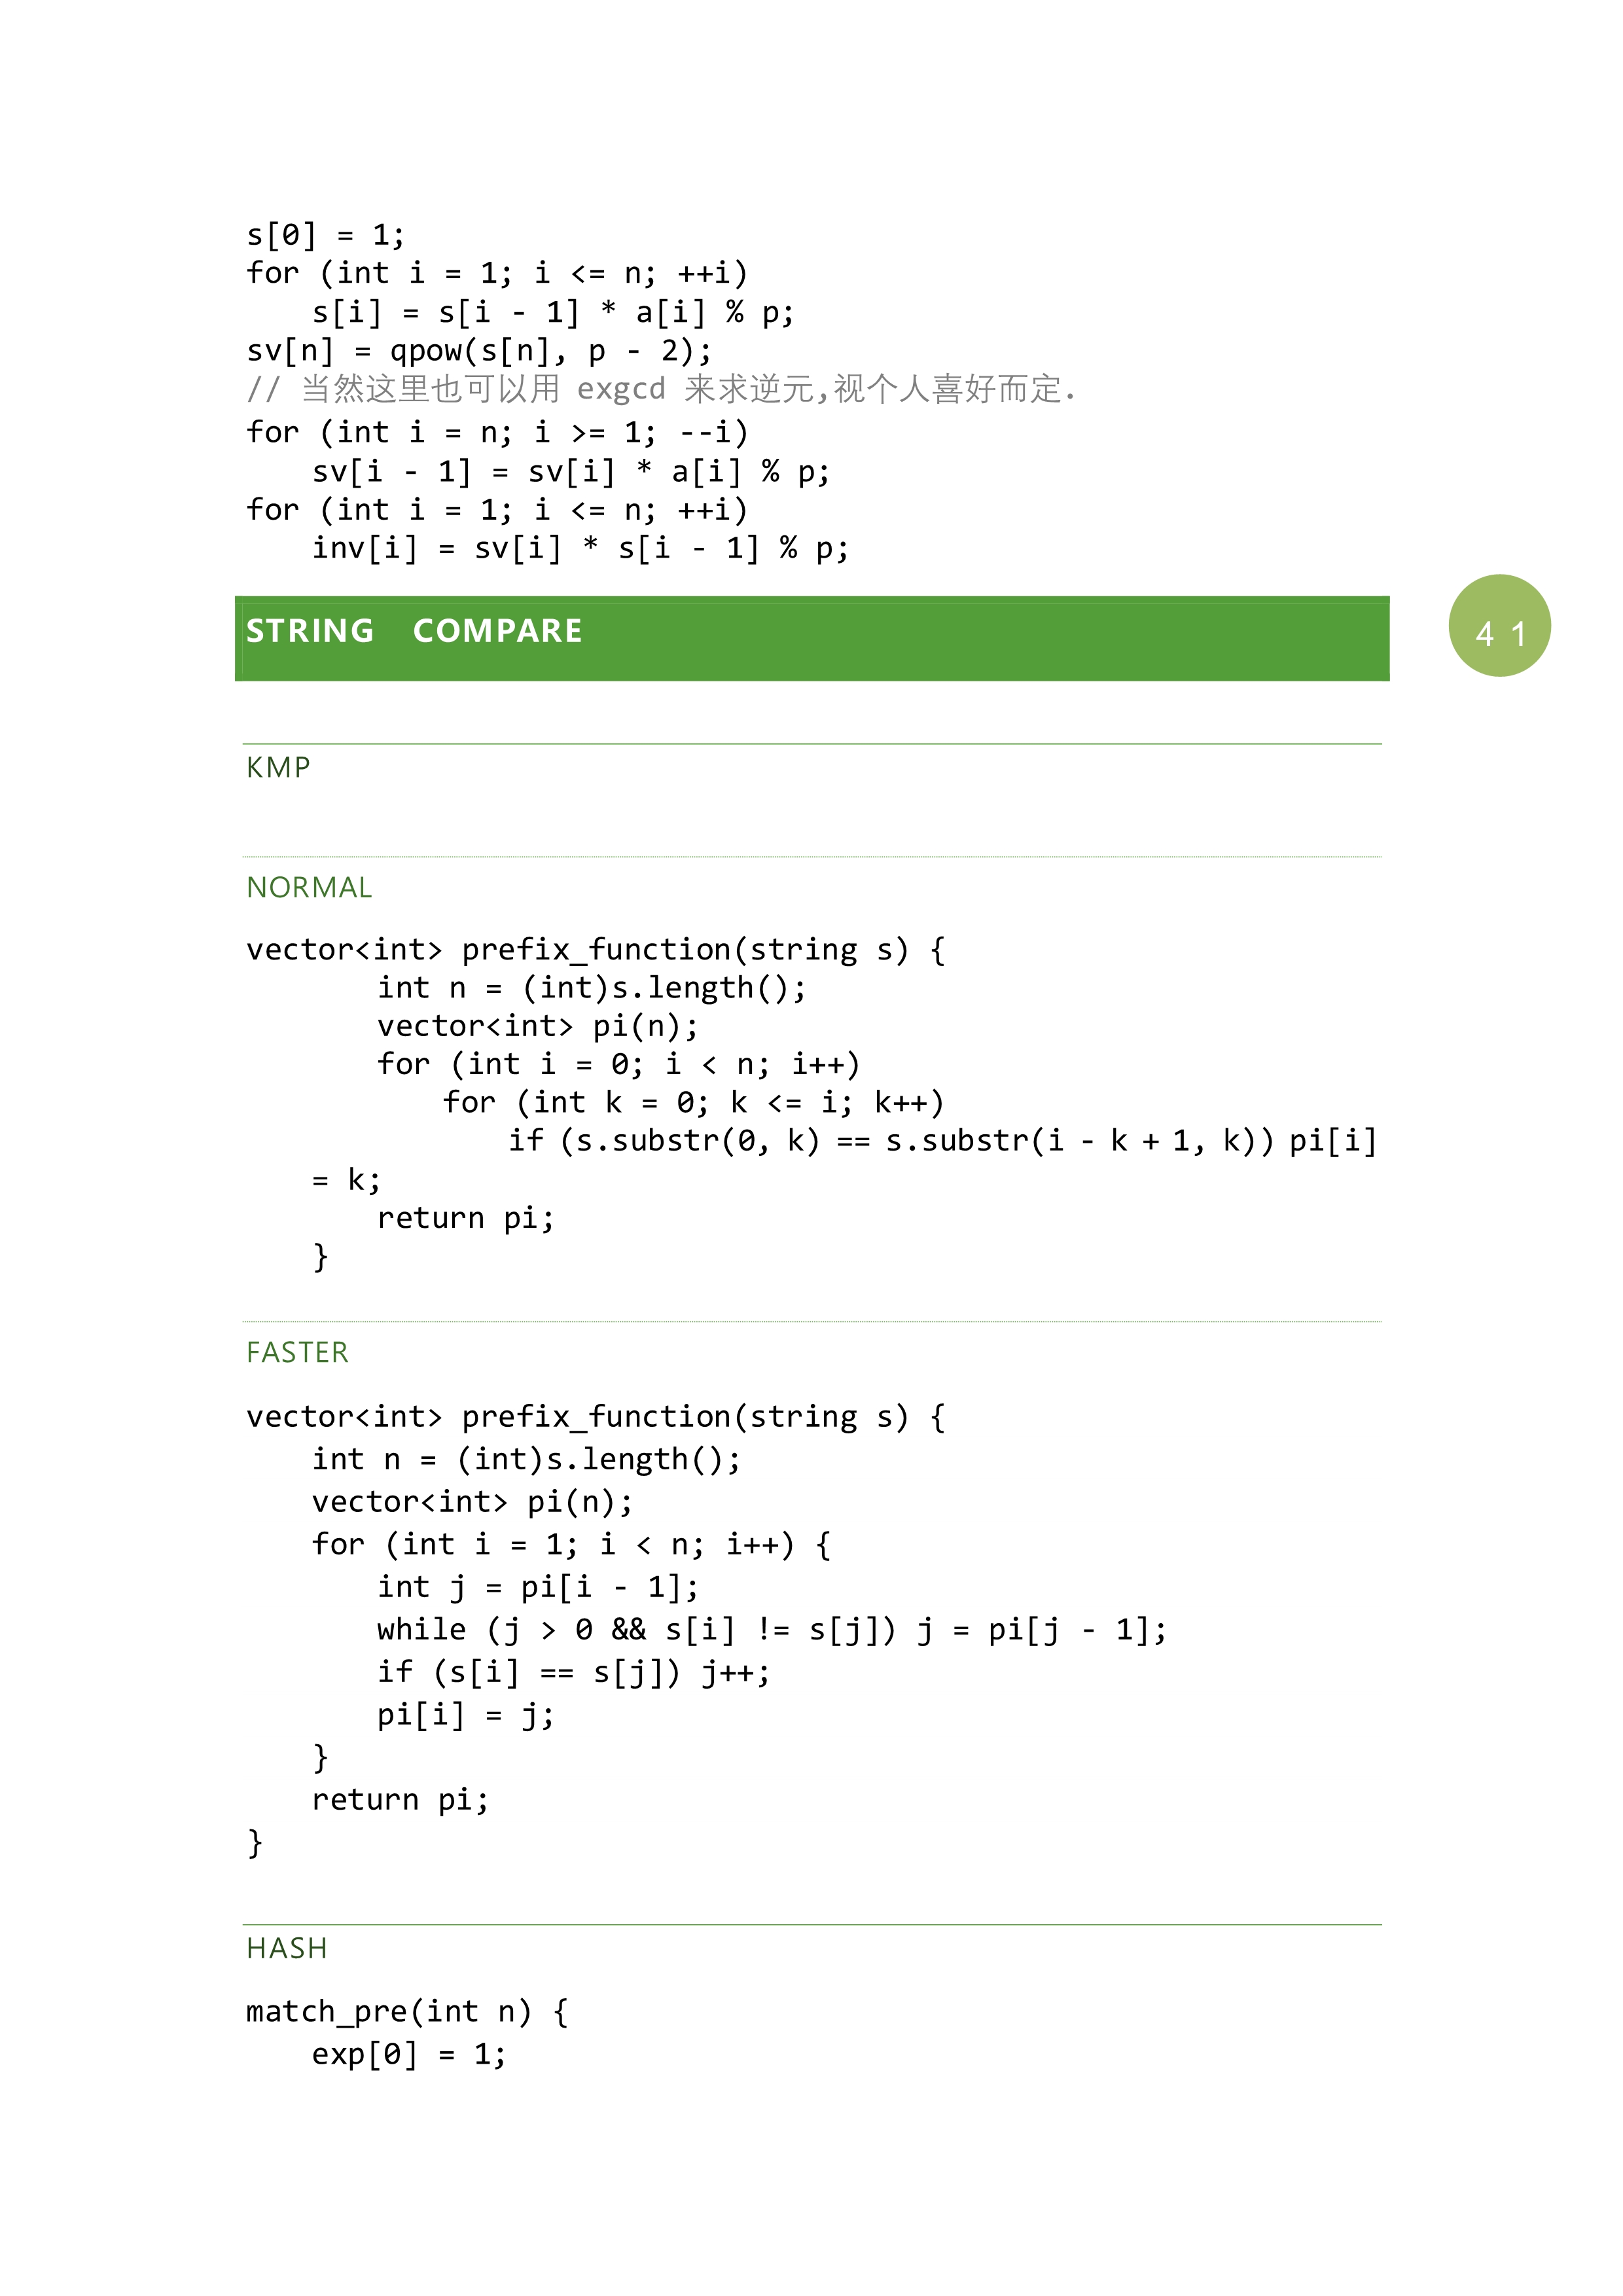 s[0] = 1;
for (int i = 1; i <= n; ++i)
    s[i] = s[i - 1] * a[i] % p;
sv[n] = qpow(s[n], p - 2);
// 当然这里也可以用 exgcd 来求逆元,视个人喜好而定.
for (int i = n; i >= 1; --i)
    sv[i - 1] = sv[i] * a[i] % p;
for (int i = 1; i <= n; ++i)
    inv[i] = sv[i] * s[i - 1] % p;
STRING COMPARE
4 1
KMP
NORMAL
vector<int> prefix_function(string s) {
        int n = (int)s.length();
        vector<int> pi(n);
        for (int i = 0; i < n; i++)
            for (int k = 0; k <= i; k++)
                if (s.substr(0, k) == s.substr(i - k + 1, k)) pi[i]
    = k;
        return pi;
    }
FASTER
vector<int> prefix_function(string s) {
    int n = (int)s.length();
    vector<int> pi(n);
    for (int i = 1; i < n; i++) {
        int j = pi[i - 1];
        while (j > 0 && s[i] != s[j]) j = pi[j - 1];
        if (s[i] == s[j]) j++;
        pi[i] = j;
    }
    return pi;
}
HASH
match_pre(int n) {
    exp[0] = 1;